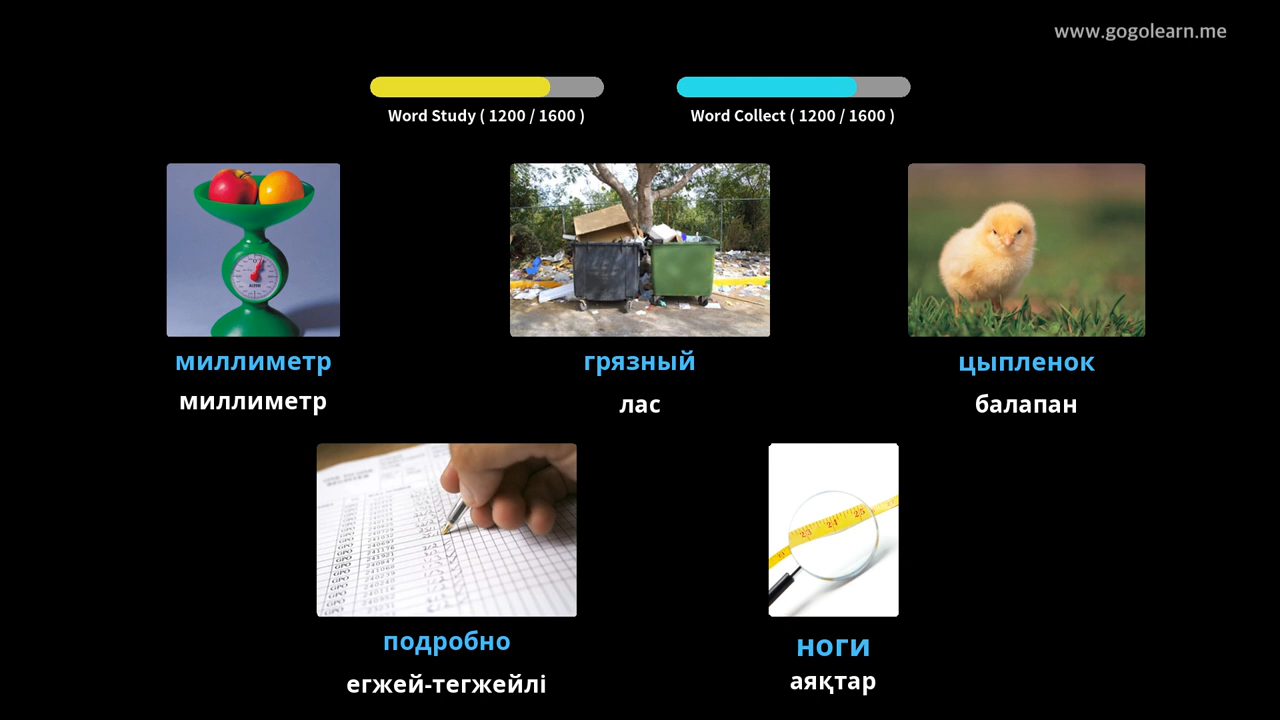 www.gogolearn.me
Word Study ( 1200 / 1600 )
Word Collect ( 1200 / 1600 )
миллиметр
миллиметр
грязный
лас
цыпленок
балапан
подробно
егжей-тегжейлі
ноги
аяқтар